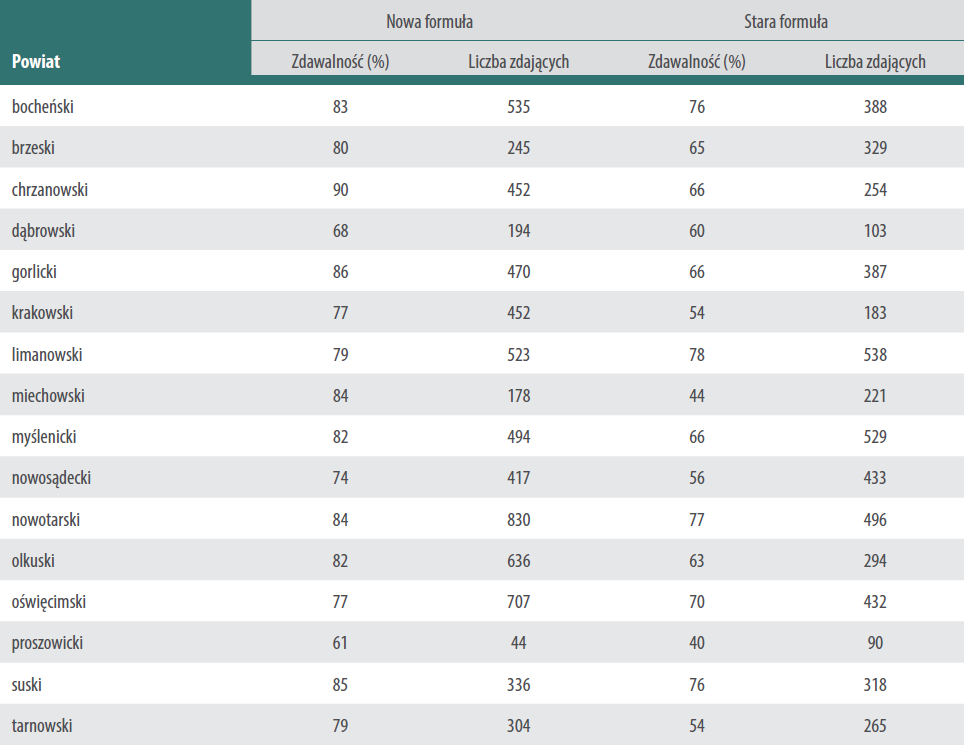 Nowa formuła Stara formuła
Powiat Zdawalność (%) Liczba zdających Zdawalność (%) Liczba zdających
bocheński 83 535 76 388
brzeski 80 245 65 329
chrzanowski 90 452 66 254
dąbrowski 68 194 60 103
gorlicki 86 470 66 387
krakowski 77 452 54 183
limanowski 79 523 78 538
miechowski 84 178 44 221
myślenicki 82 494 66 529
nowosądecki 74 417 56 433
nowotarski 84 830 77 496
olkuski 82 636 63 294
oświęcimski 77 707 70 432
proszowicki 61 44 40 90
suski 85 336 76 318
tarnowski 79 304 54 265